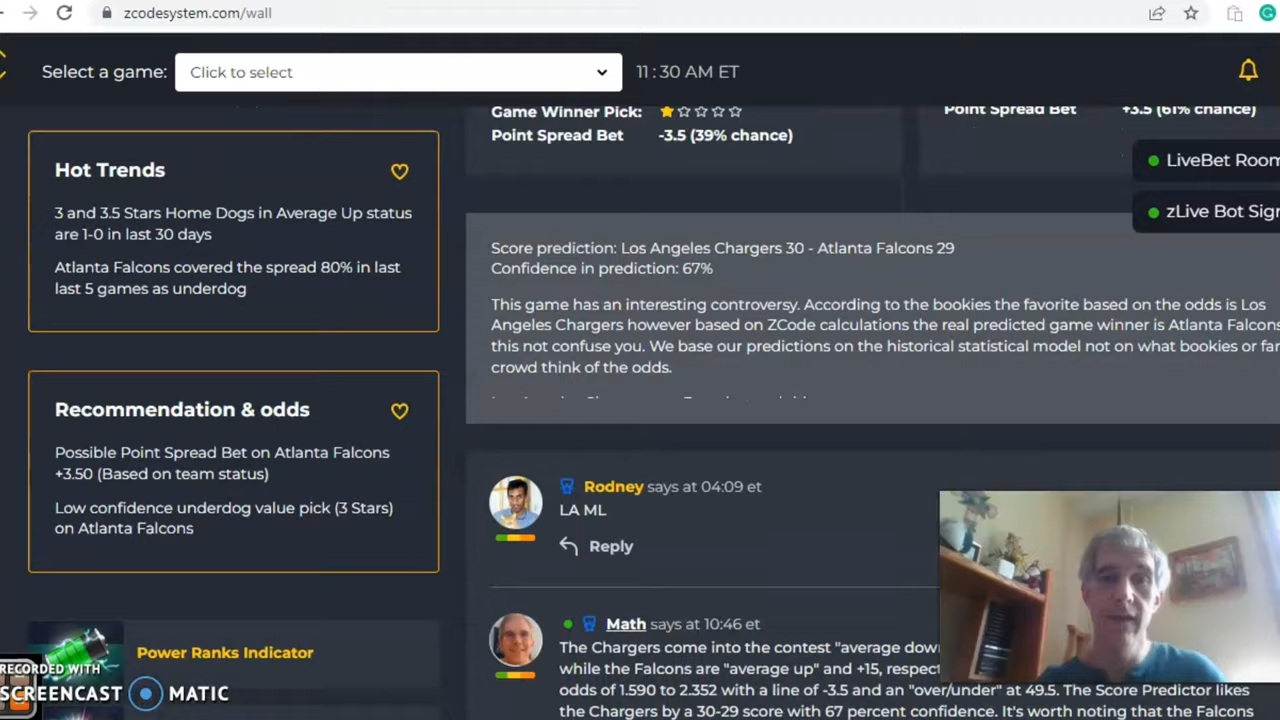 zcodesystem.com/wall
Select a game: Click to select 11:30 AM ET
Game Winner Pick:
Point Spread Bet -3.5 (39% chance)
Point Spread Bet +3.5 (61% chance)
LiveBet Room
zLive Bot Sig
Hot Trends
3 and 3.5 Stars Home Dogs in Average Up status
are 1-0 in last 30 days
Atlanta Falcons covered the spread 80% in last
last 5 games as underdog
Recommendation & odds
Possible Point Spread Bet on Atlanta Falcons
+3.50 (Based on team status)
Low confidence underdog value pick (3 Stars)
on Atlanta Falcons
Power Ranks Indicator
RECORDED WITH
SCREENCAST MATIC
Score prediction: Los Angeles Chargers 30 - Atlanta Falcons 29
Confidence in prediction: 67%
This game has an interesting controversy. According to the bookies the favorite based on the odds is Los
Angeles Chargers however based on ZCode calculations the real predicted game winner is Atlanta Falcons
this not confuse you. We base our predictions on the historical statistical model not on what bookies or fan
crowd think of the odds.
Rodney says at 04:09 et
LA ML
Reply
Math says at 10:46 et
The Chargers come into the contest "average dow
while the Falcons are "average up" and +15, respect
odds of 1.590 to 2.352 with a line of -3.5 and an "over/under" at 49.5. The Score Predictor likes
the Chargers by a 30-29 score with 67 percent confidence. It's worth noting that the Falcons